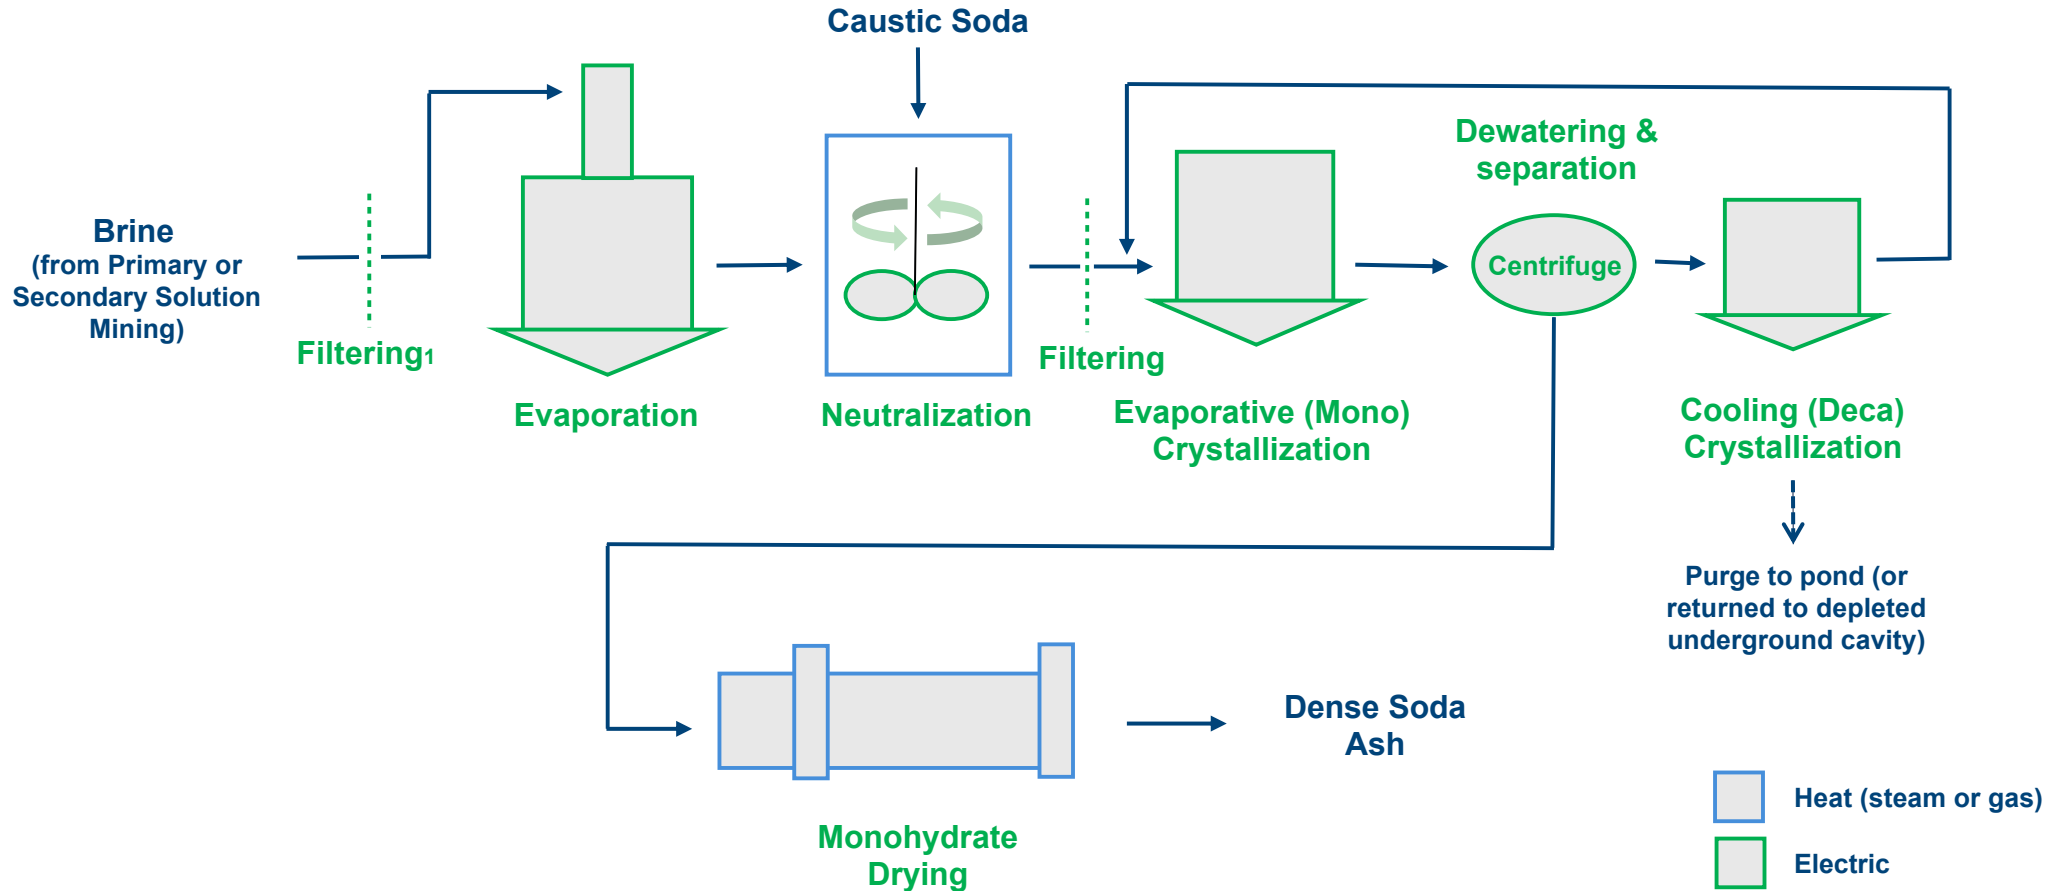 Caustic Soda
Dewatering &
separation
Brine
(from Primary or
Secondary Solution
Mining)
Centrifuge
Filtering1
Filtering
Evaporation
Neutralization
Evaporative (Mono)
Crystallization
Cooling (Deca)
Crystallization
Purge to pond (or
returned to depleted
underground cavity)
Dense Soda
Ash
Monohydrate
Drying
Heat (steam or gas)
Electric